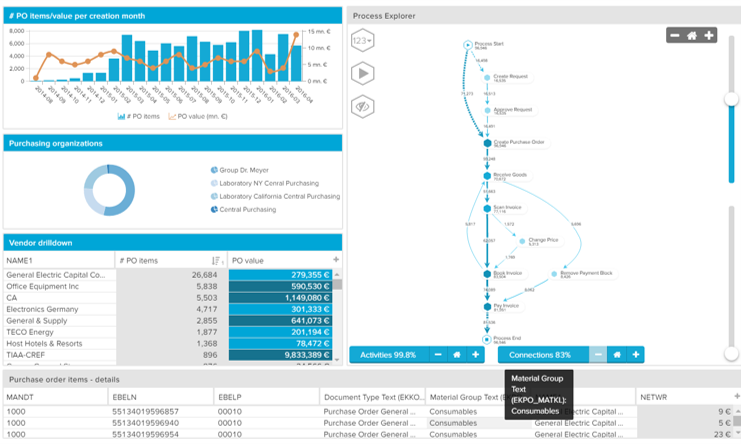 # PO items/value per creation month
8,000
6,000
4,000
2,000
0
15 mn. €
10 mn. €
5 mn. €
0 mn. €
2014-08
2014-09
2014-10
2014-11
2014-12
2015-01
2015-02
2015-03
2015-04
2015-05
2015-06
2015-07
2015-08
2015-09
2015-10
2015-11
2015-12
2016-01
2016-02
2016-03
2016-04
# PO items
PO value (mn. €)
Purchasing organizations
Group Dr. Meyer
Laboratory NY Cenral Purchasing
Laboratory California Central Purchasing
Central Purchasing
Vendor drilldown
NAME1 # PO items PO value
General Electric Capital Co... 26,684 279,355 €
Office Equipment Inc 5,838 590,530 €
CA 5,503 1,149,080 €
Electronics Germany 4,717 301,333 €
General & Supply 2,855 641,073 €
TECO Energy 1,877 201,194 €
Host Hotels & Resorts 1,368 78,472 €
TIAA-CREF 896 9,833,389 €
Process Explorer
123
Process Start
Create Request
Approve Request
Create Purchase Order
Receive Goods
Scan Invoice
Change Price
Book Invoice
Remove Payment Block
Pay Invoice
Process End
Activities 99.8%
Connections 83%
Purchase order items - details
MANDT EBELN EBELP Document Type Text (EKKO... Material Group Text (E NETWR
1000 55134019596857 00010 Purchase Order General ... Consumables General Electric Capital ... 9 €
1000 55134019596940 00010 Purchase Order General ... Consumables General Electric Capital ... 5 €
1000 55134019596954 00010 Purchase Order General ... Consumables General Electric Capital ... 23 €
Material Group
Text
(EKPO_MATKL):
Consumables